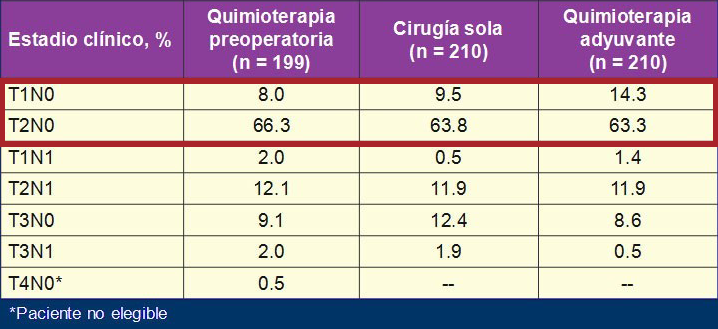 Estadio clínico, % Quimioterapia preoperatoria (n = 199) Cirugía sola (n = 210) Quimioterapia adyuvante (n = 210)
T1N0 8.0 9.5 14.3
T2N0 66.3 63.8 63.3
T1N1 2.0 0.5 1.4
T2N1 12.1 11.9 11.9
T3N0 9.1 12.4 8.6
T3N1 2.0 1.9 0.5
T4N0* 0.5 -- --
*Paciente no elegible